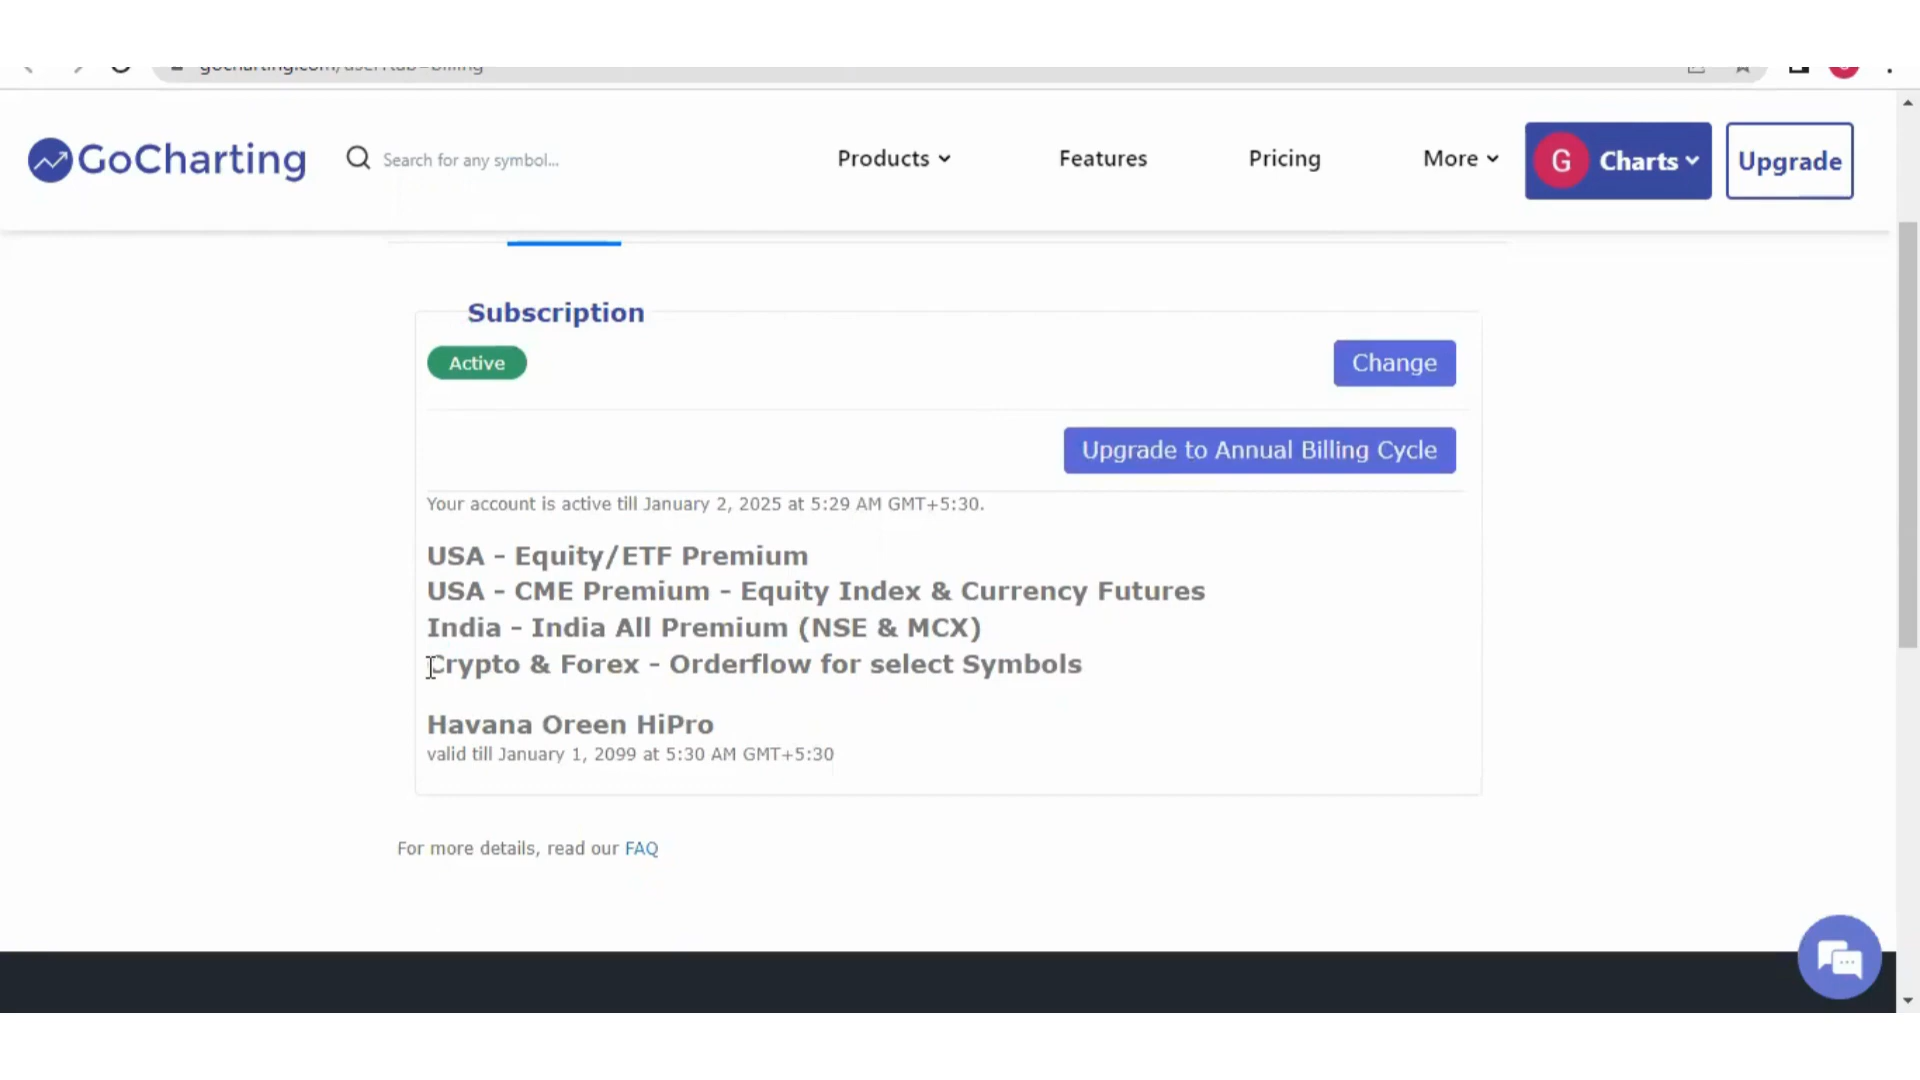 GoCharting
Search for any symbol...
Products
Features
Pricing
More
G
Charts
Upgrade
Subscription
Active
Change
Upgrade to Annual Billing Cycle
Your account is active till January 2, 2025 at 5:29 AM GMT+5:30.
USA - Equity/ETF Premium
USA - CME Premium - Equity Index & Currency Futures
India - India All Premium (NSE & MCX)
Crypto & Forex - Orderflow for select Symbols
Havana Oreen HiPro
valid till January 1, 2099 at 5:30 AM GMT+5:30
For more details, read our FAQ